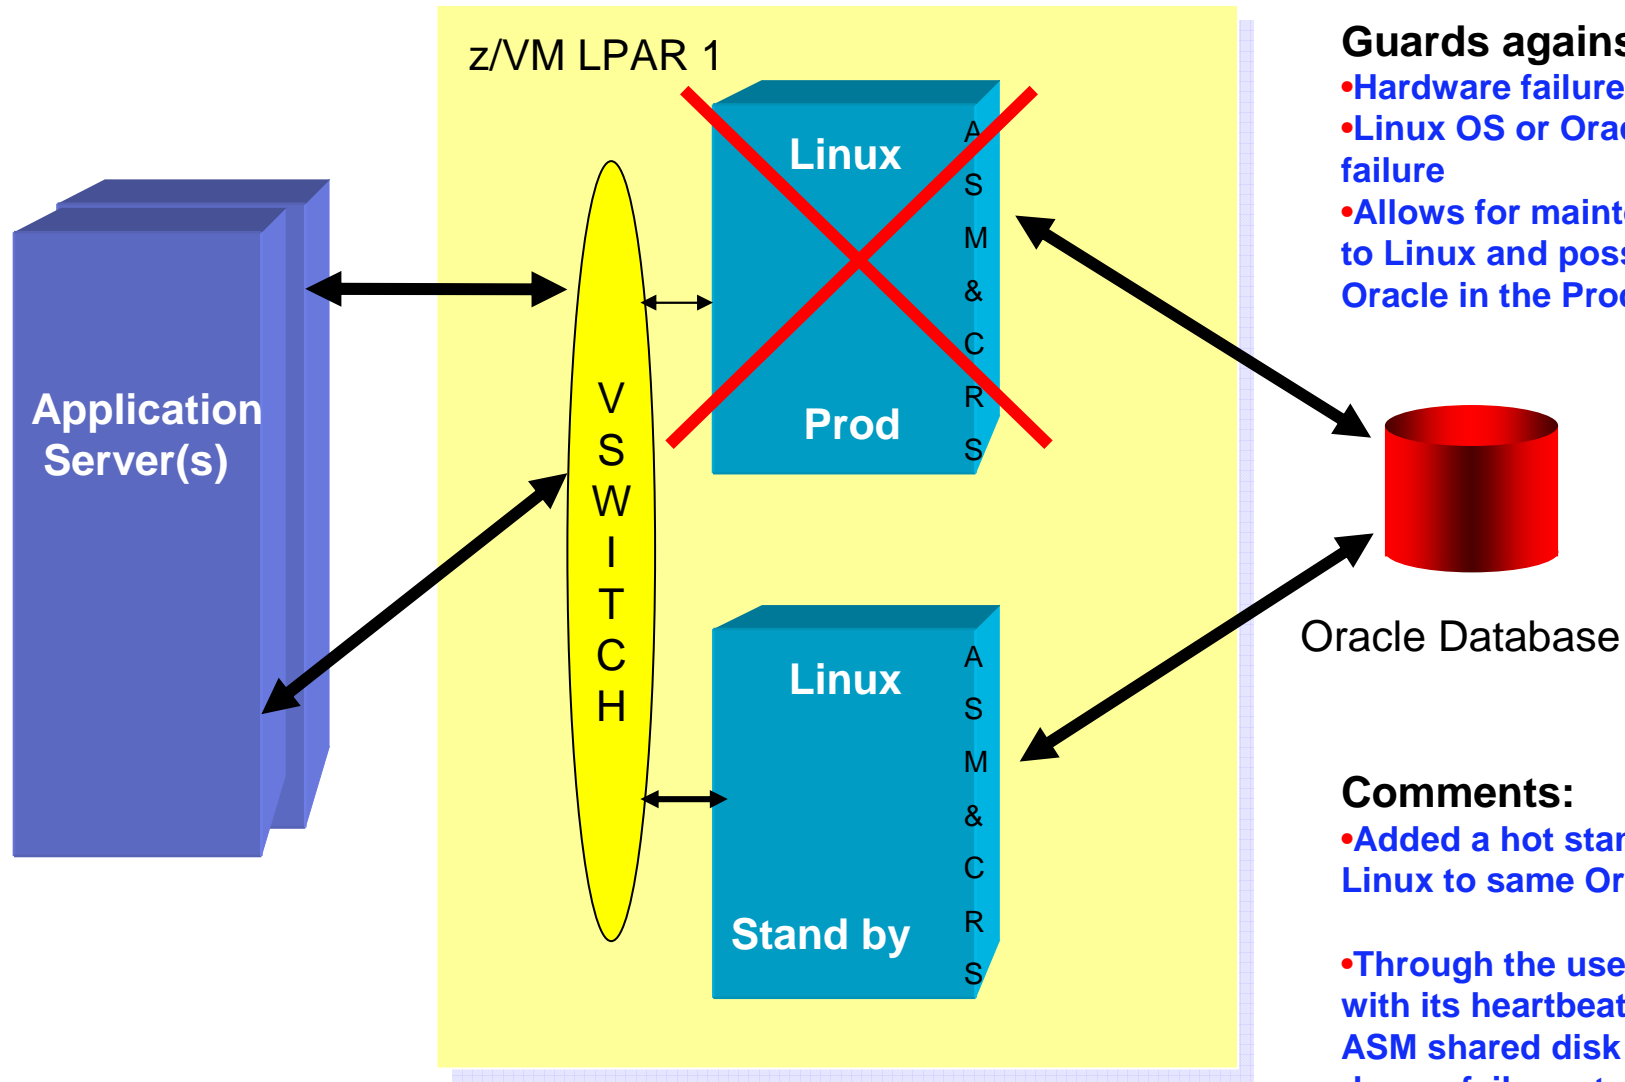 z/VM LPAR 1
Guards agains
•Hardware failure
•Linux OS or Orac
failure
•Allows for mainte
to Linux and poss
Oracle in the Prod
Linux
Prod
A
S
M
&
C
R
S
Application
Server(s)
V
S
W
I
T
C
H
Oracle Database
Linux
Stand by
A
S
M
&
C
R
S
Comments:
•Added a hot stan
Linux to same Or
•Through the use
with its heartbeat
ASM shared disk